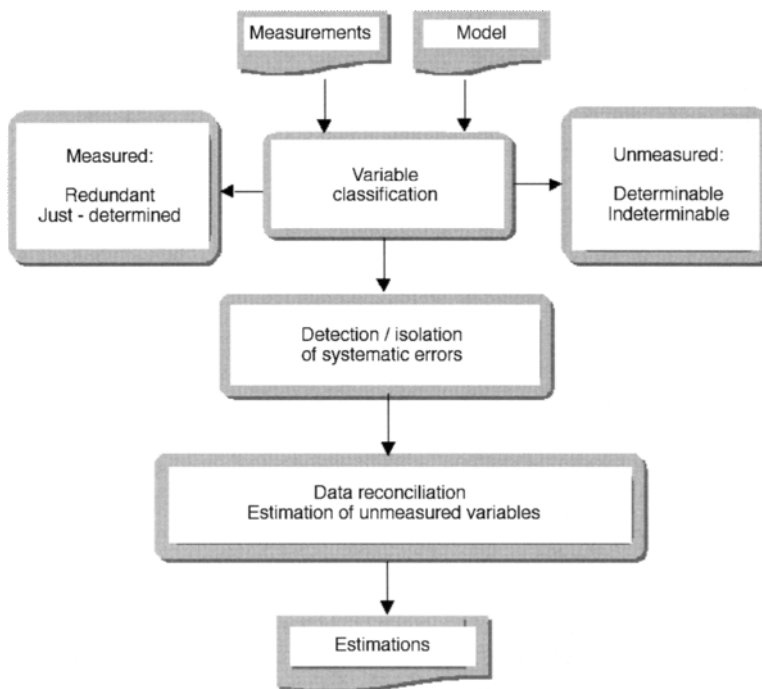 Measurements
Model
Measured:
Redundant
Just - determined
Variable
classification
Unmeasured:
Determinable
Indeterminable
Detection / isolation
of systematic errors
Data reconciliation
Estimation of unmeasured variables
Estimations